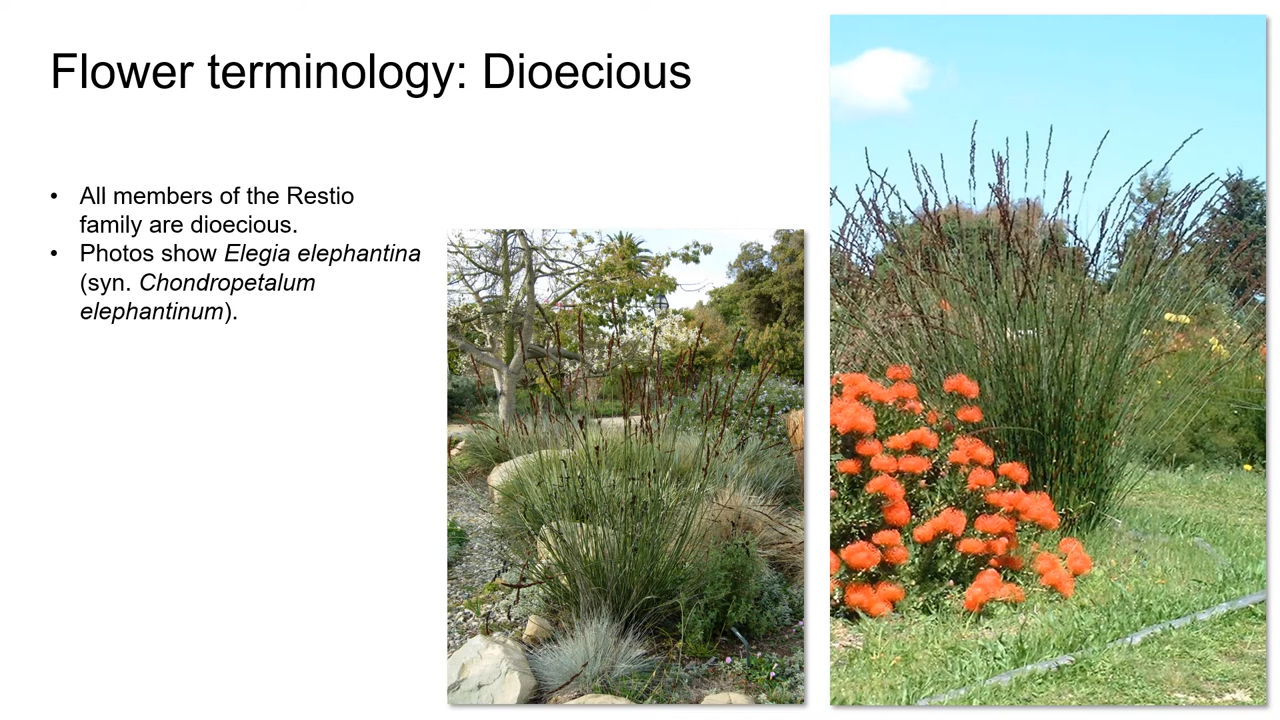 Flower terminology: Dioecious
• All members of the Restio
family are dioecious.
• Photos show Elegia elephantina
(syn. Chondropetalum
elephantinum).